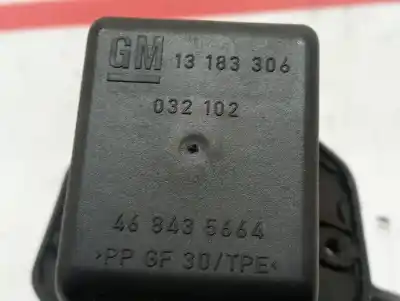 GM 13 183 306
032 102
46 843 5664
>PP GF 30/TPE<